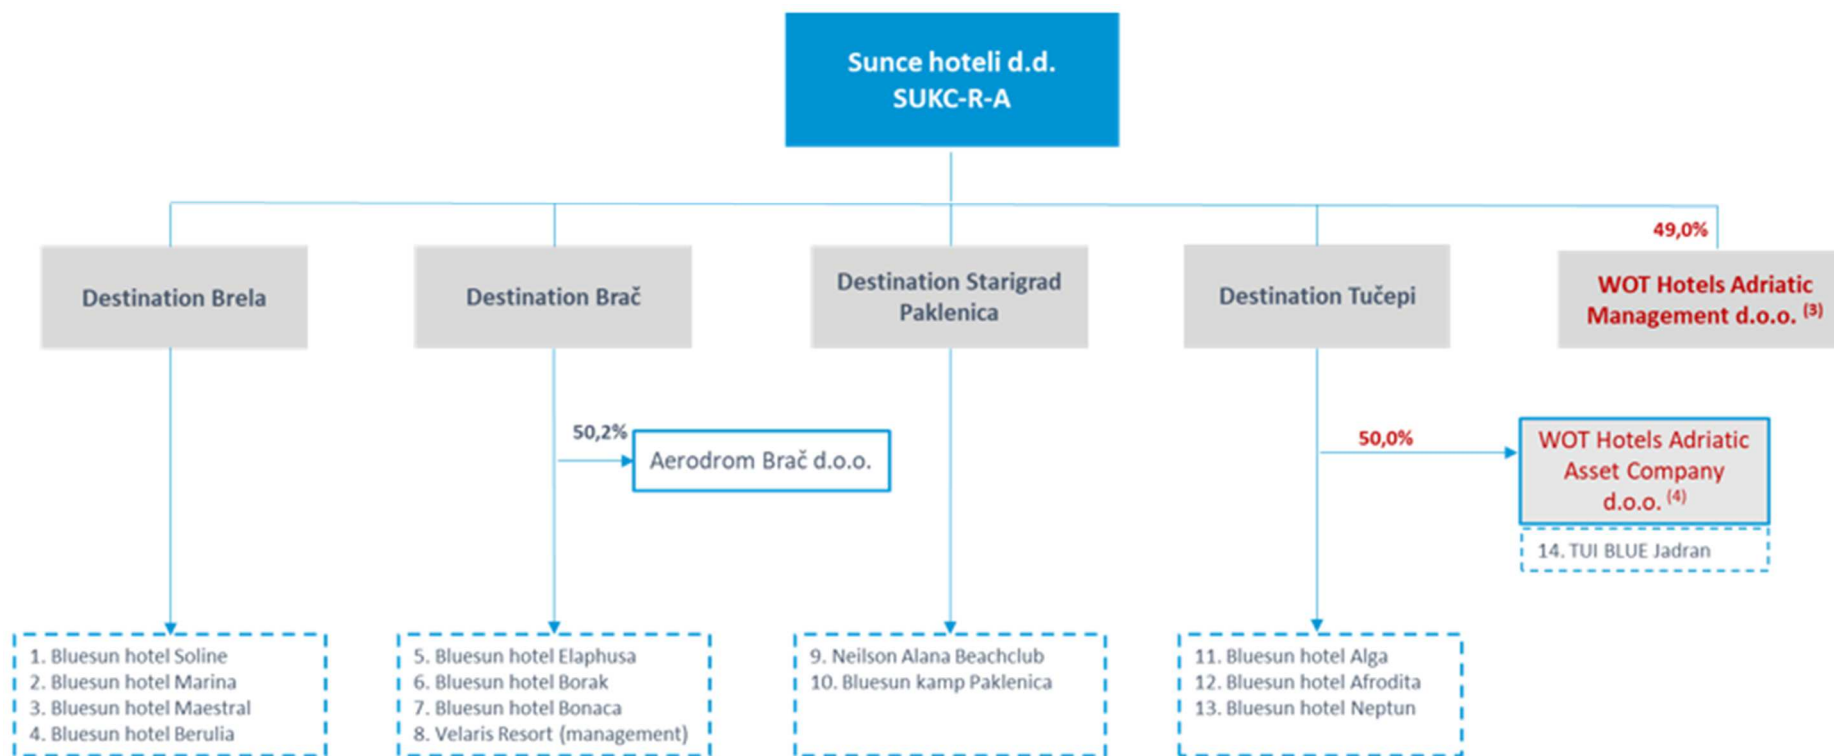 Sunce hoteli d.d.
SUKC-R-A
49,0%
Destination Brela
Destination Brač
Destination Starigrad
Paklenica
Destination Tučepi
WOT Hotels Adriatic
Management d.o.o. (3)
50,2%
Aerodrom Brač d.o.o.
50,0%
WOT Hotels Adriatic
Asset Company
d.o.o. (4)
14. TUI BLUE Jadran
1. Bluesun hotel Soline
2. Bluesun hotel Marina
3. Bluesun hotel Maestral
4. Bluesun hotel Berulia
5. Bluesun hotel Elaphusa
6. Bluesun hotel Borak
7. Bluesun hotel Bonaca
8. Velaris Resort (management)
9. Neilson Alana Beachclub
10. Bluesun kamp Paklenica
11. Bluesun hotel Alga
12. Bluesun hotel Afrodita
13. Bluesun hotel Neptun